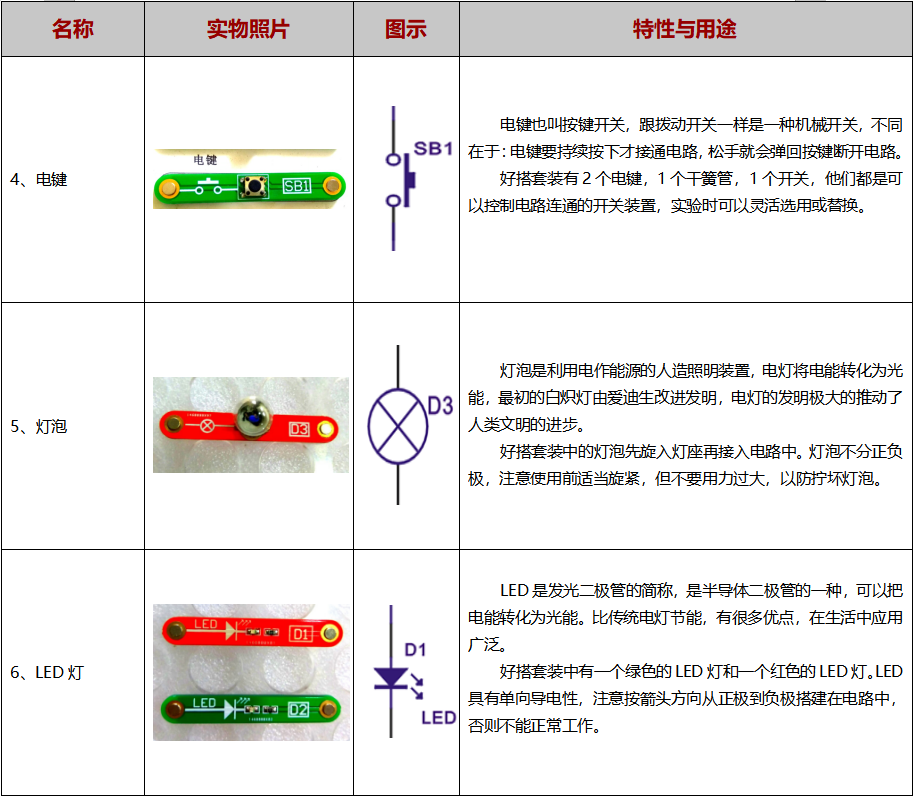 名称 实物照片 图示 特性与用途
4、电键
电键
SB1
SB1
电键也叫按键开关，跟拨动开关一样是一种机械开关，不同
在于：电键要持续按下才接通电路，松手就会弹回按键断开电路。
好搭套装有 2 个电键，1 个干簧管，1 个开关，他们都是可
以控制电路连通的开关装置，实验时可以灵活选用或替换。
5、灯泡
D3
D3
灯泡是利用电作能源的人造照明装置，电灯将电能转化为光
能，最初的白炽灯由爱迪生改进发明，电灯的发明极大的推动了
人类文明的进步。
好搭套装中的灯泡先旋入灯座再接入电路中。灯泡不分正负
极，注意使用前适当旋紧，但不要用力过大，以防拧坏灯泡。
6、LED 灯
LED D1
LED D2
D1
LED
LED 是发光二极管的简称，是半导体二极管的一种，可以把
电能转化为光能。比传统电灯节能，有很多优点，在生活中应用
广泛。
好搭套装中有一个绿色的 LED 灯和一个红色的 LED 灯。LED
具有单向导电性，注意按箭头方向从正极到负极搭建在电路中，
否则不能正常工作。